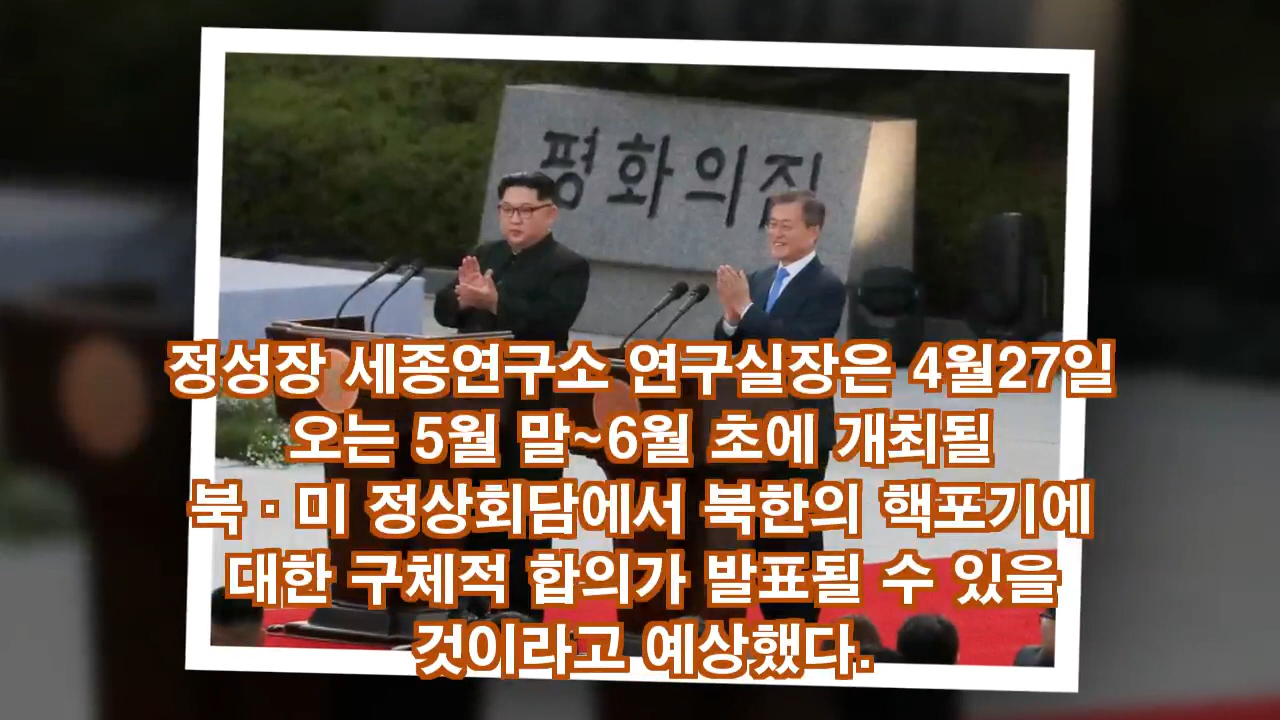 평화의집
정성장 세종연구소 연구실장은 4월27일
오는 5월 말~6월 초에 개최될
북·미 정상회담에서 북한의 핵포기에
대한 구체적 합의가 발표될 수 있을
것이라고 예상했다.